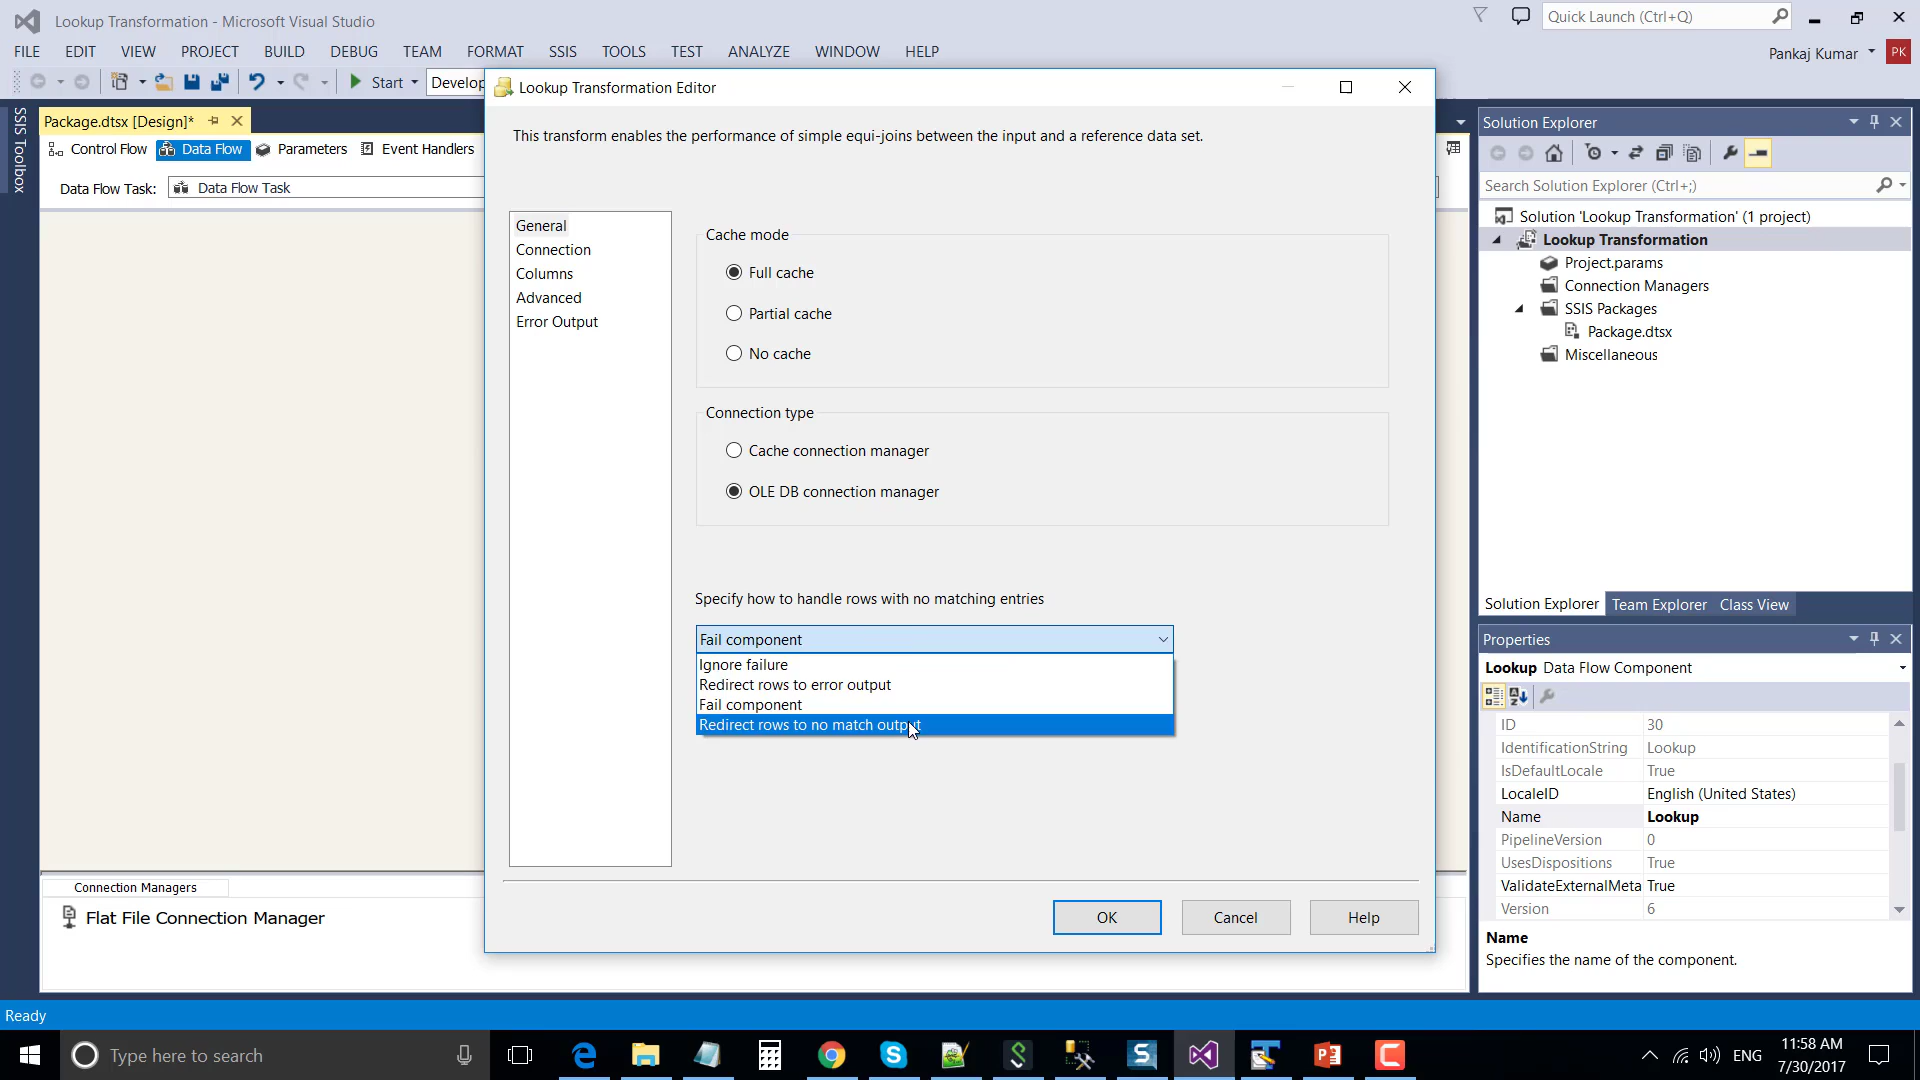 Lookup Transformation - Microsoft Visual Studio
Quick Launch (Ctrl+Q)
FILE EDIT VIEW PROJECT BUILD DEBUG TEAM FORMAT SSIS TOOLS TEST ANALYZE WINDOW HELP
Pankaj Kumar PK
Start Develop
SSIS Toolbox
Package.dtsx [Design]*
Control Flow Data Flow Parameters Event Handlers
Data Flow Task: Data Flow Task
Connection Managers
Flat File Connection Manager
Lookup Transformation Editor
This transform enables the performance of simple equi-joins between the input and a reference data set.
General
Connection
Columns
Advanced
Error Output
Cache mode
Full cache
Partial cache
No cache
Connection type
Cache connection manager
OLE DB connection manager
Specify how to handle rows with no matching entries
Fail component
Ignore failure
Redirect rows to error output
Fail component
Redirect rows to no match output
OK Cancel Help
Solution Explorer
Search Solution Explorer (Ctrl+;)
Solution 'Lookup Transformation' (1 project)
Lookup Transformation
Project.params
Connection Managers
SSIS Packages
Package.dtsx
Miscellaneous
Solution Explorer Team Explorer Class View
Properties
Lookup Data Flow Component
ID 30
IdentificationString Lookup
IsDefaultLocale True
LocaleID English (United States)
Name Lookup
PipelineVersion 0
UsesDispositions True
ValidateExternalMeta True
Version 6
Name
Specifies the name of the component.
Ready
Type here to search
ENG
11:58 AM
7/30/2017